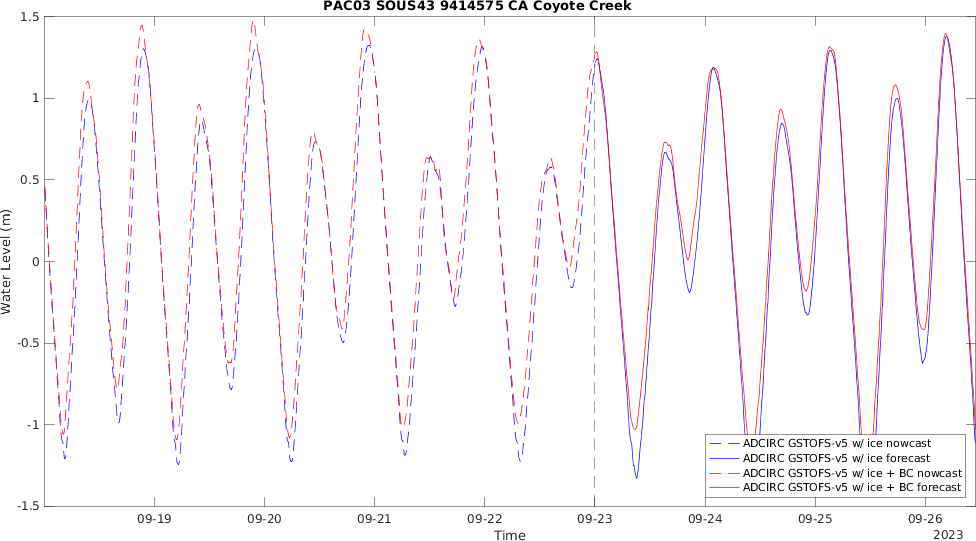 PAC03 SOUS43 9414575 CA Coyote Creek
1.5
1
0.5
0
-0.5
-1
-1.5
Water Level (m)
ADCIRC GSTOFS-v5 w/ ice nowcast
ADCIRC GSTOFS-v5 w/ ice forecast
ADCIRC GSTOFS-v5 w/ ice + BC nowcast
ADCIRC GSTOFS-v5 w/ ice + BC forecast
09-19 09-20 09-21 09-22 09-23 09-24 09-25 09-26
Time
2023